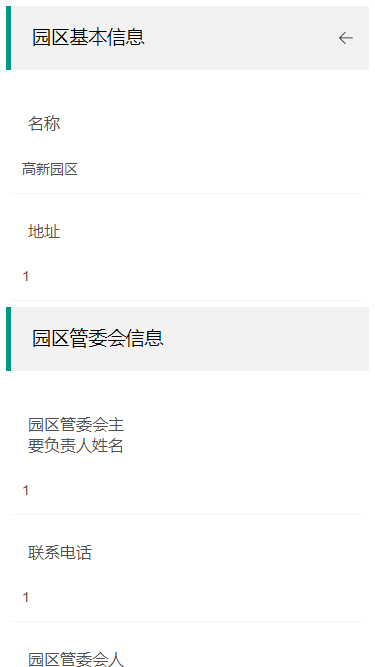 园区基本信息
名称
高新园区
地址
1
园区管委会信息
园区管委会主
要负责人姓名
1
联系电话
1
园区管委会人